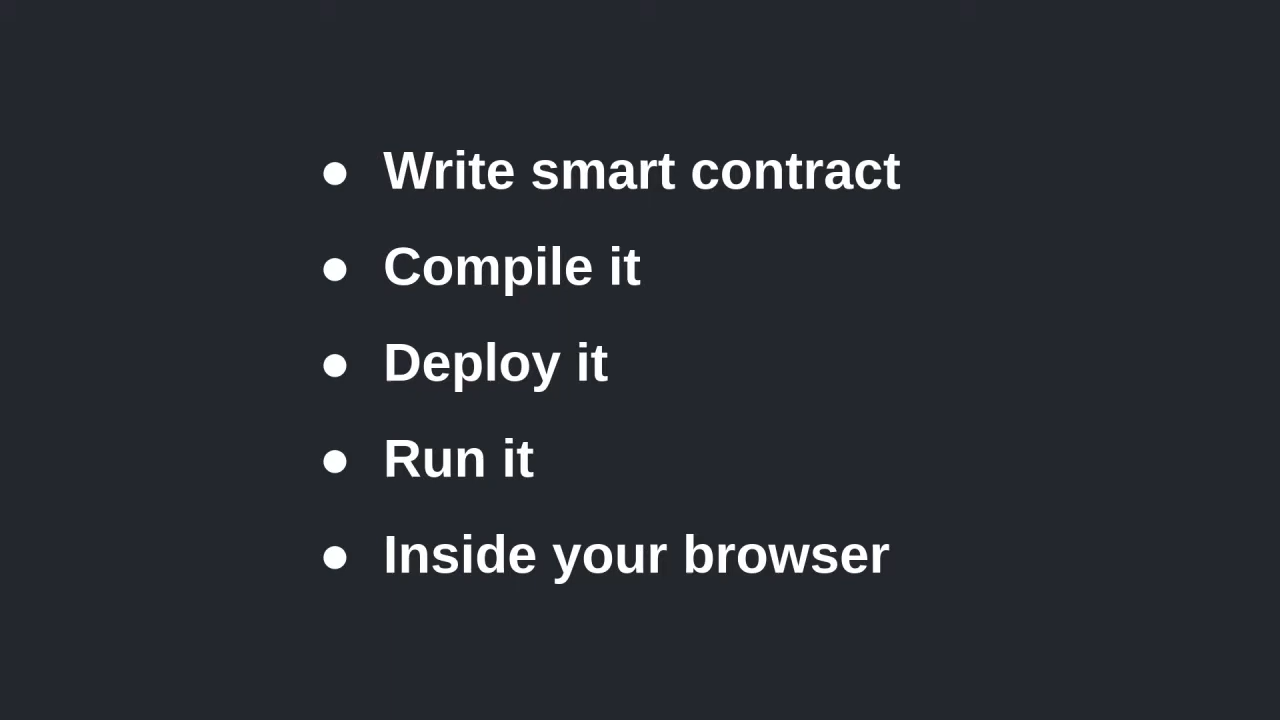 ● Write smart contract
● Compile it
● Deploy it
● Run it
● Inside your browser